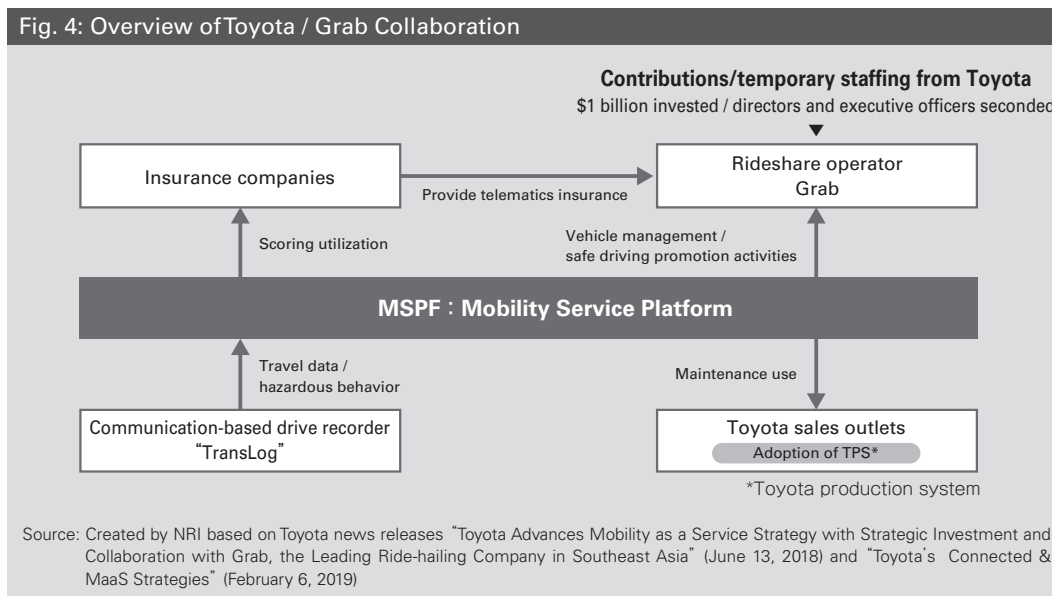 Fig. 4: Overview of Toyota / Grab Collaboration
Contributions/temporary staffing from Toyota
$1 billion invested / directors and executive officers seconded
Insurance companies
Provide telematics insurance
Rideshare operator
Grab
Scoring utilization
Vehicle management /
safe driving promotion activities
MSPF : Mobility Service Platform
Travel data /
hazardous behavior
Maintenance use
Communication-based drive recorder
“TransLog”
Toyota sales outlets
Adoption of TPS*
*Toyota production system
Source: Created by NRI based on Toyota news releases “Toyota Advances Mobility as a Service Strategy with Strategic Investment and
Collaboration with Grab, the Leading Ride-hailing Company in Southeast Asia” (June 13, 2018) and “Toyota’s Connected &
MaaS Strategies” (February 6, 2019)